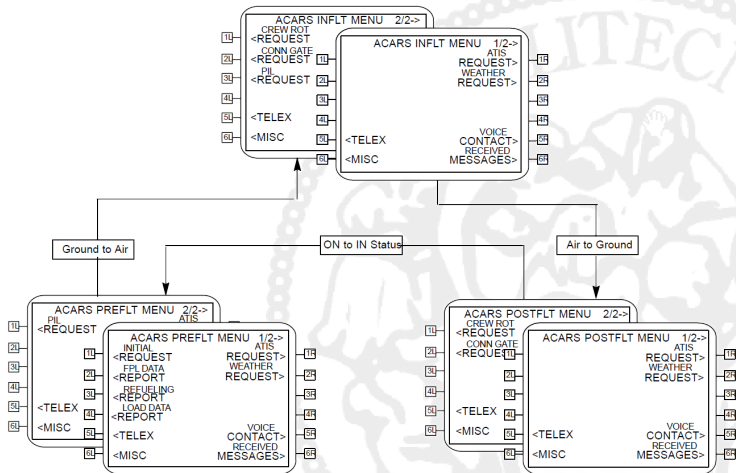 ACARS INFLT MENU 2/2->
CREW ROT
1L <REQUEST
CONN GATE
2L <REQUEST
PIL
3L <REQUEST
4L
5L <TELEX
6L <MISC
ACARS INFLT MENU 1/2->
ATIS
1L REQUEST> 1R
WEATHER
2L REQUEST> 2R
3L 3R
4L 4R
VOICE
5L <TELEX CONTACT> 5R
RECEIVED
6L <MISC MESSAGES> 6R
Ground to Air
ON to IN Status
Air to Ground
ACARS PREFLT MENU 2/2->
PIL ATIS
1L <REQUEST
2L
3L
4L
5L <TELEX
6L <MISC
ACARS PREFLT MENU 1/2->
INITIAL ATIS
1L <REQUEST REQUEST> 1R
FPL DATA WEATHER
2L <REPORT REQUEST> 2R
REFUELING
3L <REPORT 3R
LOAD DATA
4L <REPORT 4R
VOICE
5L <TELEX CONTACT> 5R
RECEIVED
6L <MISC MESSAGES> 6R
ACARS POSTFLT MENU 2/2->
CREW ROT
1L <REQUEST
CONN GATE
2L <REQUES
3L
4L
5L <TELEX
6L <MISC
ACARS POSTFLT MENU 1/2->
ATIS
1L REQUEST> 1R
WEATHER
2L REQUEST> 2R
3L 3R
4L 4R
VOICE
5L <TELEX CONTACT> 5R
RECEIVED
6L <MISC MESSAGES> 6R